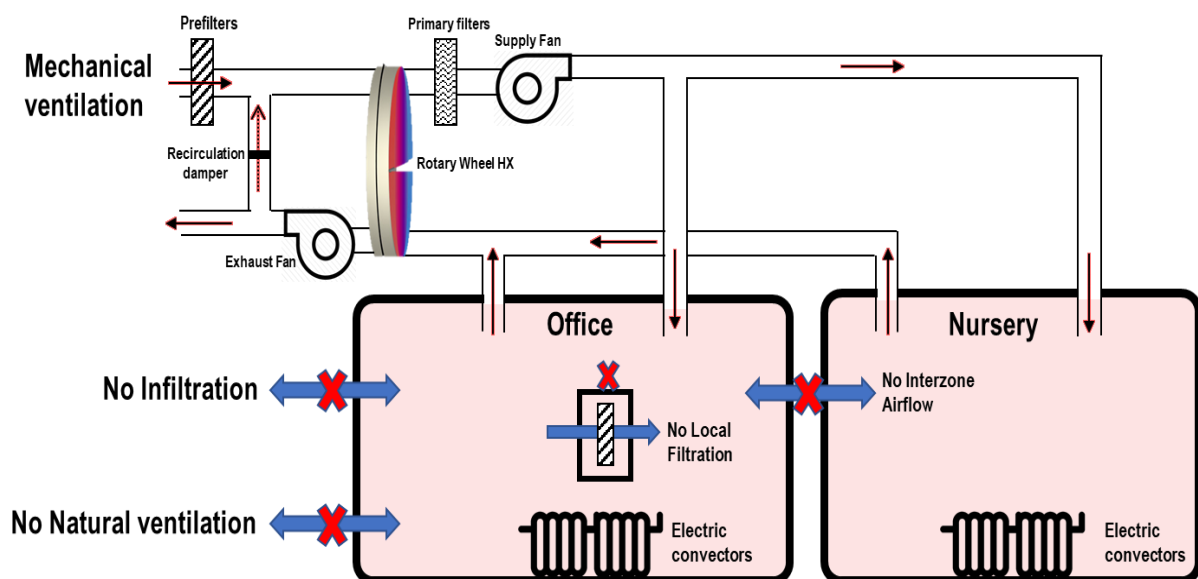 Prefilters
Primary filters
Supply Fan
Mechanical
ventilation
Recirculation
damper
Rotary Wheel HX
Exhaust Fan
Office
Nursery
No Infiltration
No Interzone
Airflow
No Local
Filtration
No Natural ventilation
Electric
convectors
Electric
convectors